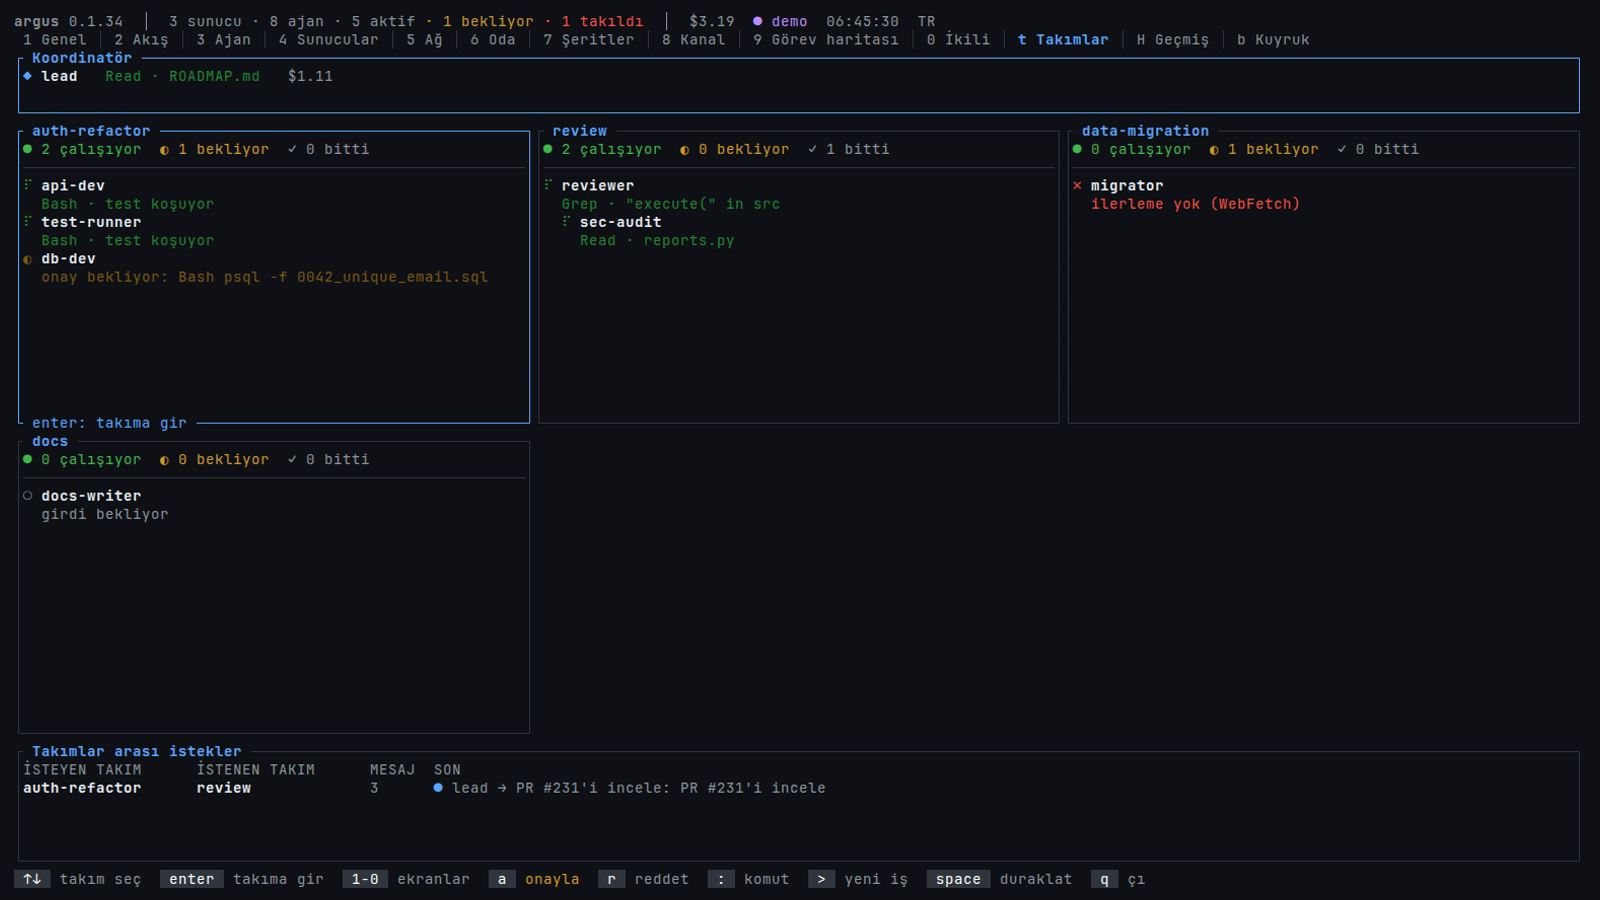 argus 0.1.34 │ 3 sunucu · 8 ajan · 5 aktif · 1 bekliyor · 1 takıldı │ $3.19 ● demo 06:45:30 TR
1 Genel │ 2 Akış │ 3 Ajan │ 4 Sunucular │ 5 Ağ │ 6 Oda │ 7 Şeritler │ 8 Kanal │ 9 Görev haritası │ 0 İkili │ t Takımlar │ H Geçmiş │ b Kuyruk
Koordinatör
◆ lead Read · ROADMAP.md $1.11
auth-refactor
● 2 çalışıyor ◐ 1 bekliyor ✓ 0 bitti
api-dev
Bash · test koşuyor
test-runner
Bash · test koşuyor
◐ db-dev
onay bekliyor: Bash psql -f 0042_unique_email.sql
enter: takıma gir
review
● 2 çalışıyor ◐ 0 bekliyor ✓ 1 bitti
reviewer
Grep · "execute(" in src
sec-audit
Read · reports.py
data-migration
● 0 çalışıyor ◐ 1 bekliyor ✓ 0 bitti
✕ migrator
ilerleme yok (WebFetch)
docs
● 0 çalışıyor ◐ 0 bekliyor ✓ 0 bitti
○ docs-writer
girdi bekliyor
Takımlar arası istekler
İSTEYEN TAKIM İSTENEN TAKIM MESAJ SON
auth-refactor review 3 ● lead → PR #231'i incele: PR #231'i incele
↑↓ takım seç enter takıma gir 1-0 ekranlar a onayla r reddet : komut > yeni iş space duraklat q çı